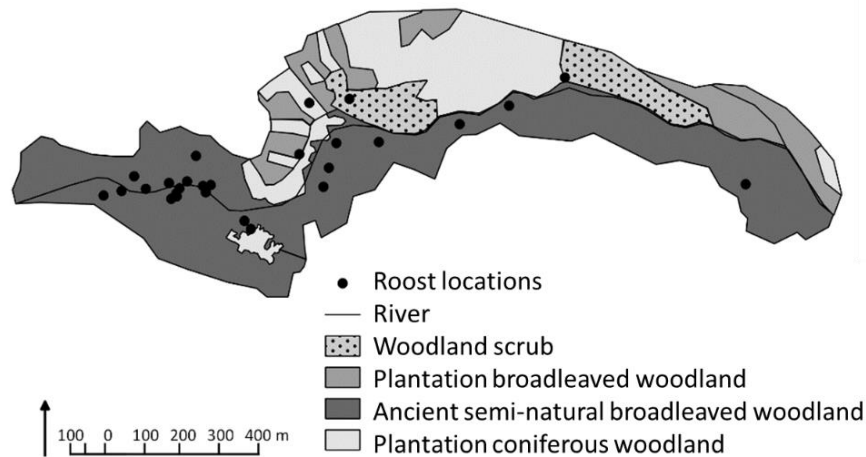 Roost locations
River
Woodland scrub
Plantation broadleaved woodland
Ancient semi-natural broadleaved woodland
Plantation coniferous woodland
100 0 100 200 300 400 m